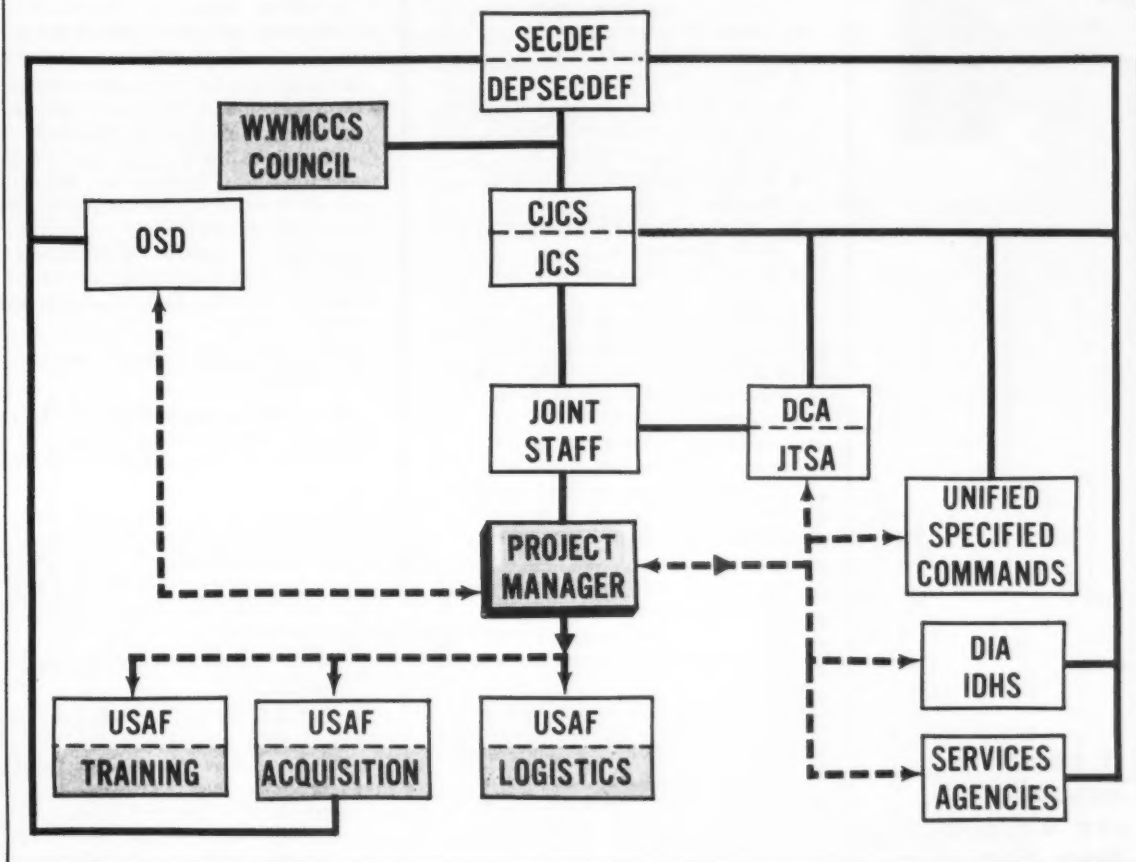 SECDEF
DEPSECDEF
W.WMCCS
COUNCIL
OSD
CJCS
JCS
JOINT
STAFF
DCA
JTSA
PROJECT
MANAGER
UNIFIED
SPECIFIED
COMMANDS
DIA
IDHS
SERVICES
AGENCIES
USAF
TRAINING
USAF
ACQUISITION
USAF
LOGISTICS